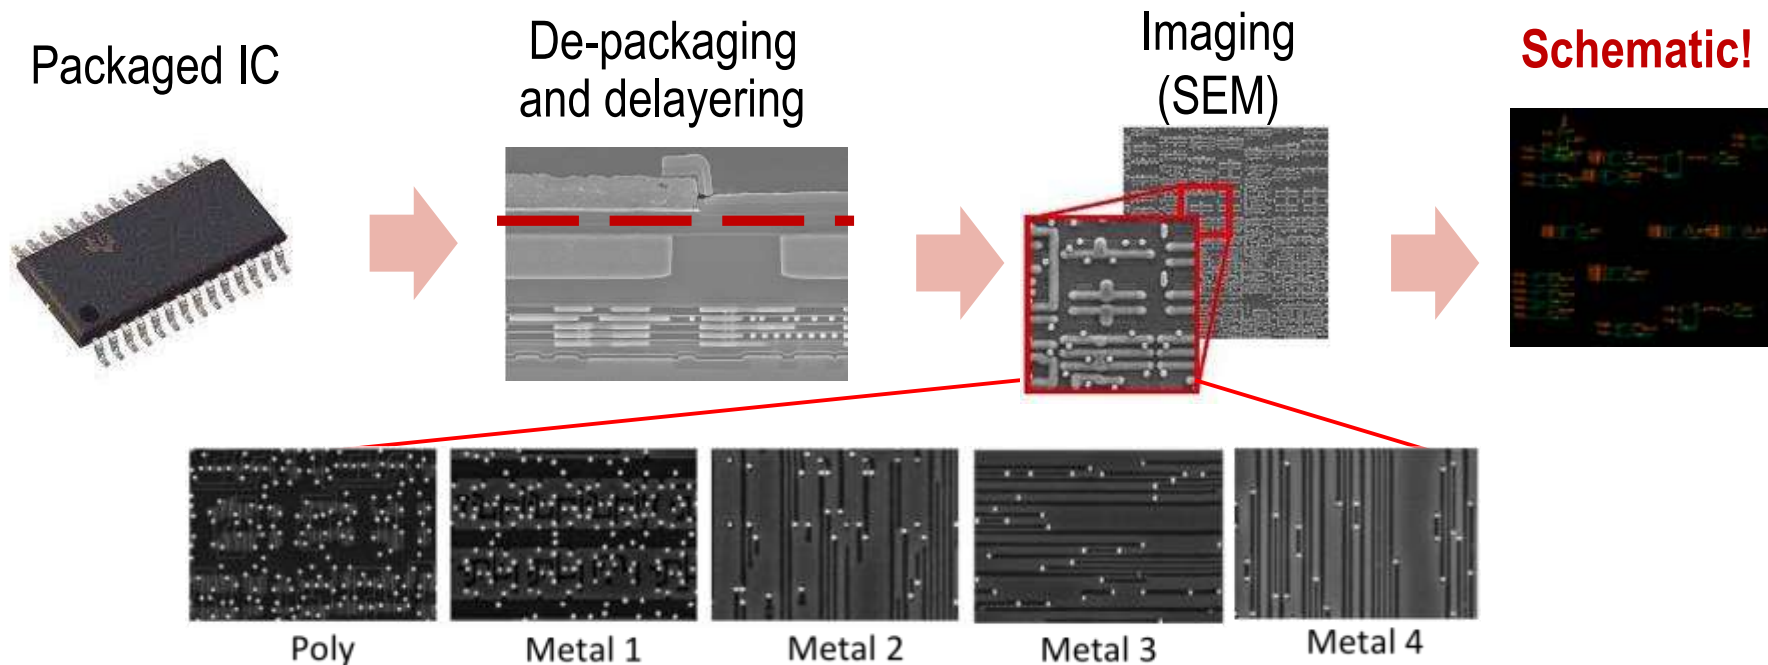 Packaged IC
De-packaging
and delayering
Imaging
(SEM)
Schematic!
Poly
Metal 1
Metal 2
Metal 3
Metal 4